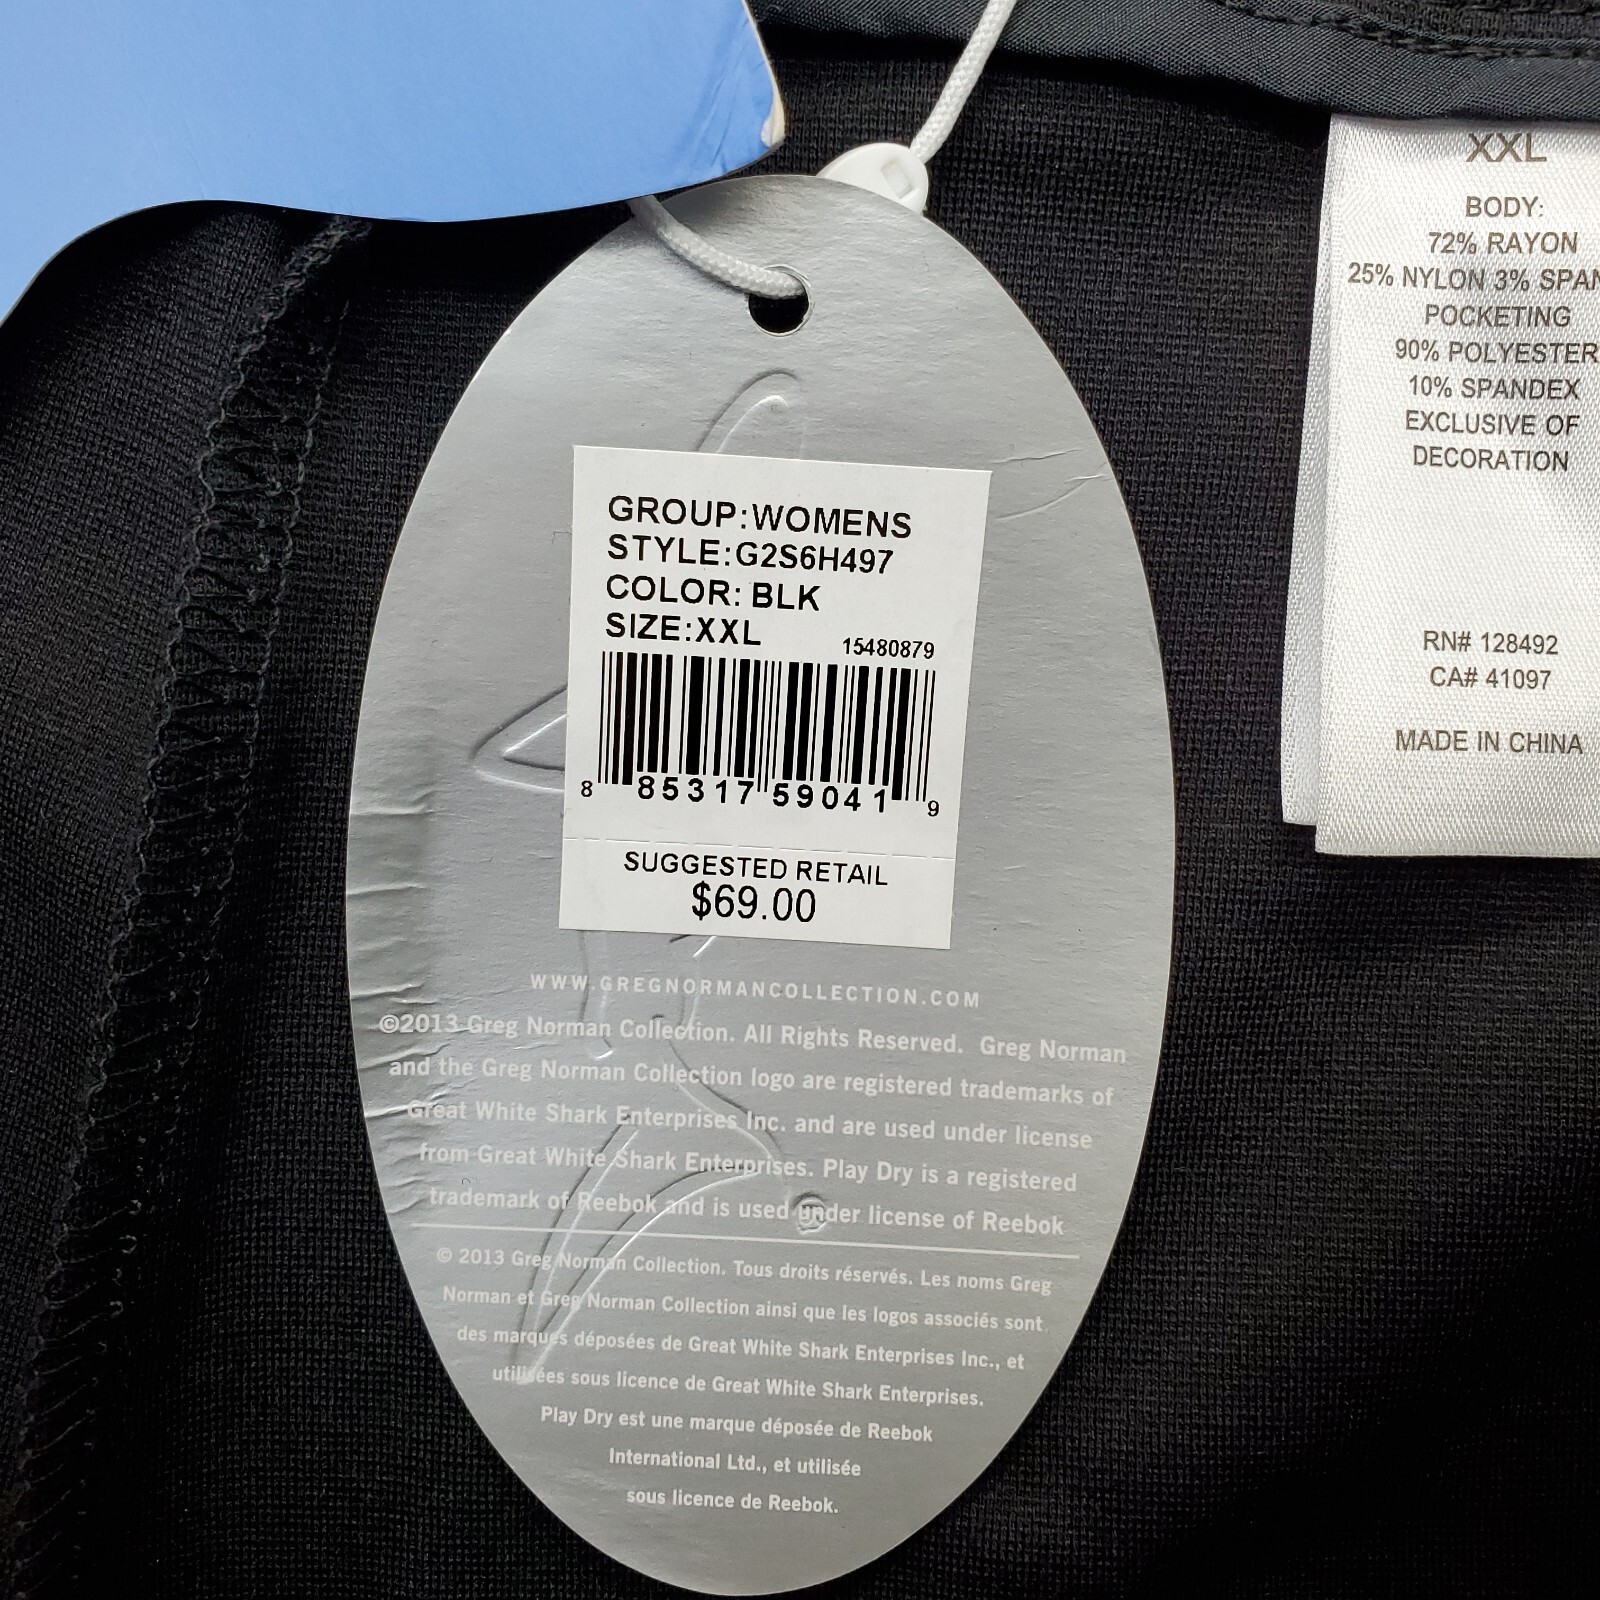 GROUP:WOMENS
STYLE:G2S6H497
COLOR: BLK
SIZE:XXL 15480879
8 85317 59041 9
SUGGESTED RETAIL
$69.00
WWW.GREGNORMANCOLLECTION.COM
©2013 Greg Norman Collection. All Rights Reserved. Greg Norman
and the Greg Norman Collection logo are registered trademarks of
Great White Shark Enterprises Inc. and are used under license
from Great White Shark Enterprises. Play Dry is a registered
trademark of Reebok and is used under license of Reebok
© 2013 Greg Norman Collection. Tous droits réservés. Les noms Greg
Norman et Greg Norman Collection ainsi que les logos associés sont
des marques déposées de Great White Shark Enterprises Inc., et
utilisées sous licence de Great White Shark Enterprises.
Play Dry est une marque déposée de Reebok
International Ltd., et utilisée
sous licence de Reebok.
XXL
BODY:
72% RAYON
25% NYLON 3% SPAN
POCKETING
90% POLYESTER
10% SPANDEX
EXCLUSIVE OF
DECORATION
RN# 128492
CA# 41097
MADE IN CHINA